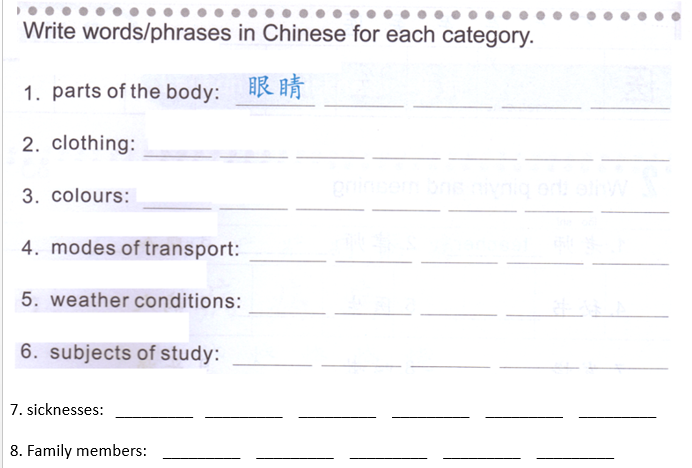 Write words/phrases in Chinese for each category.
1. parts of the body: 眼睛
2. clothing:
3. colours:
4. modes of transport:
5. weather conditions:
6. subjects of study:
7. sicknesses:
8. Family members: